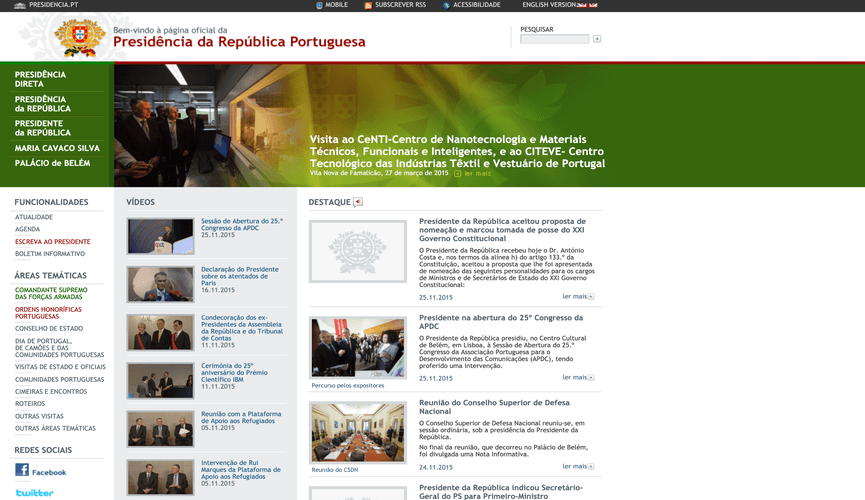 PRESIDENCIA.PT
MOBILE
SUBSCREVER RSS
ACESSIBILIDADE
ENGLISH VERSION
Bem-vindo à página oficial da
Presidência da República Portuguesa
PESQUISAR
PRESIDÊNCIA
DIRETA
PRESIDÊNCIA
da REPÚBLICA
PRESIDENTE
da REPÚBLICA
MARIA CAVACO SILVA
PALÁCIO de BELÉM
Visita ao CeNTI-Centro de Nanotecnologia e Materiais
Técnicos, Funcionais e Inteligentes, e ao CITEVE- Centro
Tecnológico das Indústrias Têxtil e Vestuário de Portugal
Vila Nova de Famalicão, 27 de março de 2015 ler mais
FUNCIONALIDADES
ATUALIDADE
AGENDA
ESCREVA AO PRESIDENTE
BOLETIM INFORMATIVO
ÁREAS TEMÁTICAS
COMANDANTE SUPREMO
DAS FORÇAS ARMADAS
ORDENS HONORÍFICAS
PORTUGUESAS
CONSELHO DE ESTADO
DIA DE PORTUGAL,
DE CAMÕES E DAS
COMUNIDADES PORTUGUESAS
VISITAS DE ESTADO E OFICIAIS
COMUNIDADES PORTUGUESAS
CIMEIRAS E ENCONTROS
ROTEIROS
OUTRAS VISITAS
OUTRAS ÁREAS TEMÁTICAS
REDES SOCIAIS
Facebook
twitter
VÍDEOS
Sessão de Abertura do 25.º
Congresso da APDC
25.11.2015
Declaração do Presidente
sobre os atentados de
Paris
16.11.2015
Condecoração dos ex-
Presidentes da Assembleia
da República e do Tribunal
de Contas
11.11.2015
Cerimónia do 25º
aniversário do Prémio
Científico IBM
11.11.2015
Reunião com a Plataforma
de Apoio aos Refugiados
05.11.2015
Intervenção de Rui
Marques da Plataforma de
Apoio aos Refugiados
05.11.2015
DESTAQUE
Presidente da República aceitou proposta de
nomeação e marcou tomada de posse do XXI
Governo Constitucional
O Presidente da República recebeu hoje o Dr. António
Costa e, nos termos da alínea h) do artigo 133.º da
Constituição, aceitou a proposta que lhe foi apresentada
de nomeação das seguintes personalidades para os cargos
de Ministros e de Secretários de Estado do XXI Governo
Constitucional:
25.11.2015 ler mais
Presidente na abertura do 25º Congresso da
APDC
O Presidente da República presidiu, no Centro Cultural
de Belém, em Lisboa, à Sessão de Abertura do 25.º
Congresso da Associação Portuguesa para o
Desenvolvimento das Comunicações (APDC), tendo
proferido uma intervenção.
25.11.2015 ler mais
Percurso pelos expositores
Reunião do Conselho Superior de Defesa
Nacional
O Conselho Superior de Defesa Nacional reuniu-se, em
sessão ordinária, sob a presidência do Presidente da
República.
No final da reunião, que decorreu no Palácio de Belém,
foi divulgada uma Nota Informativa.
24.11.2015 ler mais
Reunião do CSDN
Presidente da República indicou Secretário-
Geral do PS para Primeiro-Ministro